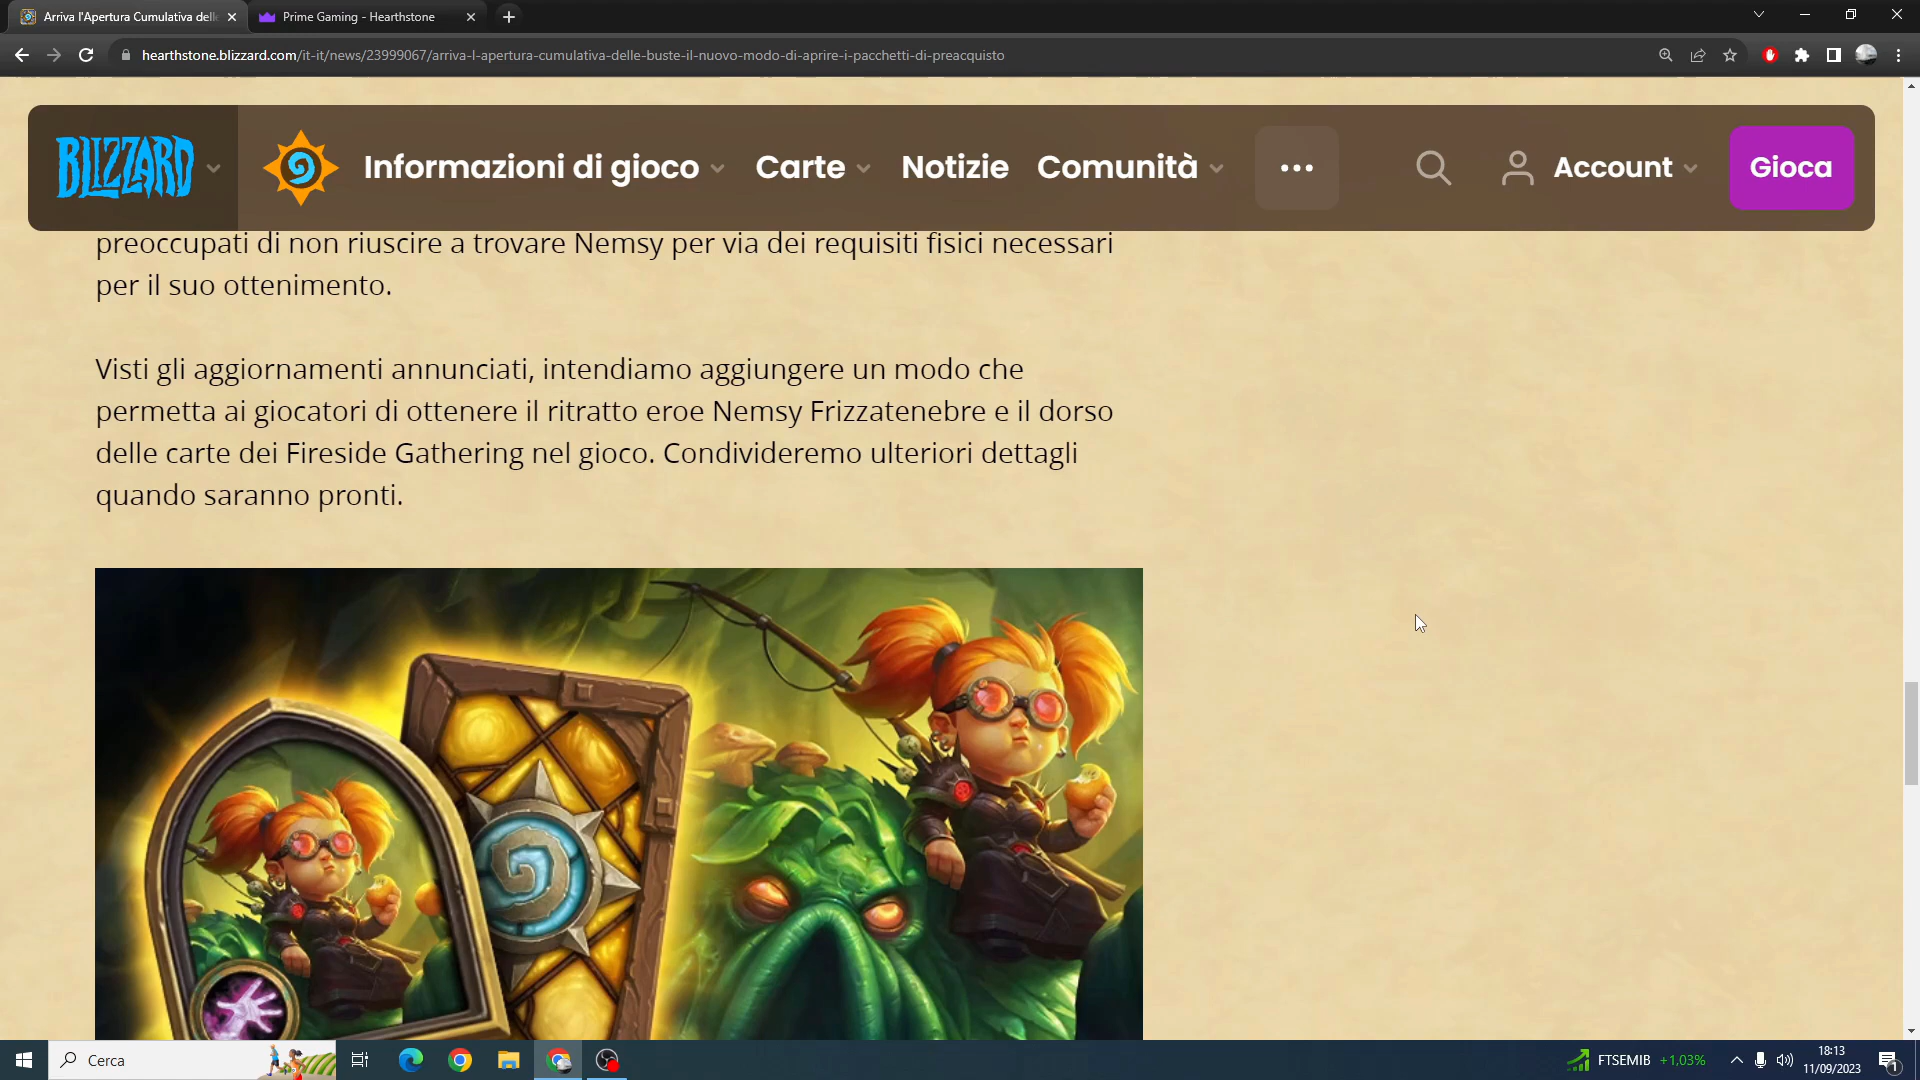 Arriva l'Apertura Cumulativa delle
Prime Gaming - Hearthstone
hearthstone.blizzard.com/it-it/news/23999067/arriva-l-apertura-cumulativa-delle-buste-il-nuovo-modo-di-aprire-i-pacchetti-di-preacquisto
BLIZZARD
Informazioni di gioco
Carte
Notizie
Comunità
Account
Gioca
preoccupati di non riuscire a trovare Nemsy per via dei requisiti fisici necessari
per il suo ottenimento.
Visti gli aggiornamenti annunciati, intendiamo aggiungere un modo che
permetta ai giocatori di ottenere il ritratto eroe Nemsy Frizzatenebre e il dorso
delle carte dei Fireside Gathering nel gioco. Condivideremo ulteriori dettagli
quando saranno pronti.
Cerca
FTSEMIB +1,03%
18:13
11/09/2023
1